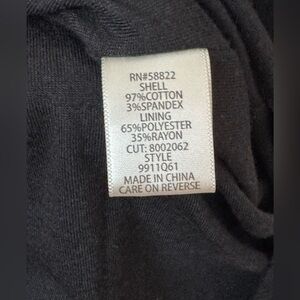 RN#58822
SHELL
97%COTTON
3%SPANDEX
LINING
65%POLYESTER
35%RAYON
CUT: 8002062
STYLE
9911Q61
MADE IN CHINA
CARE ON REVERSE